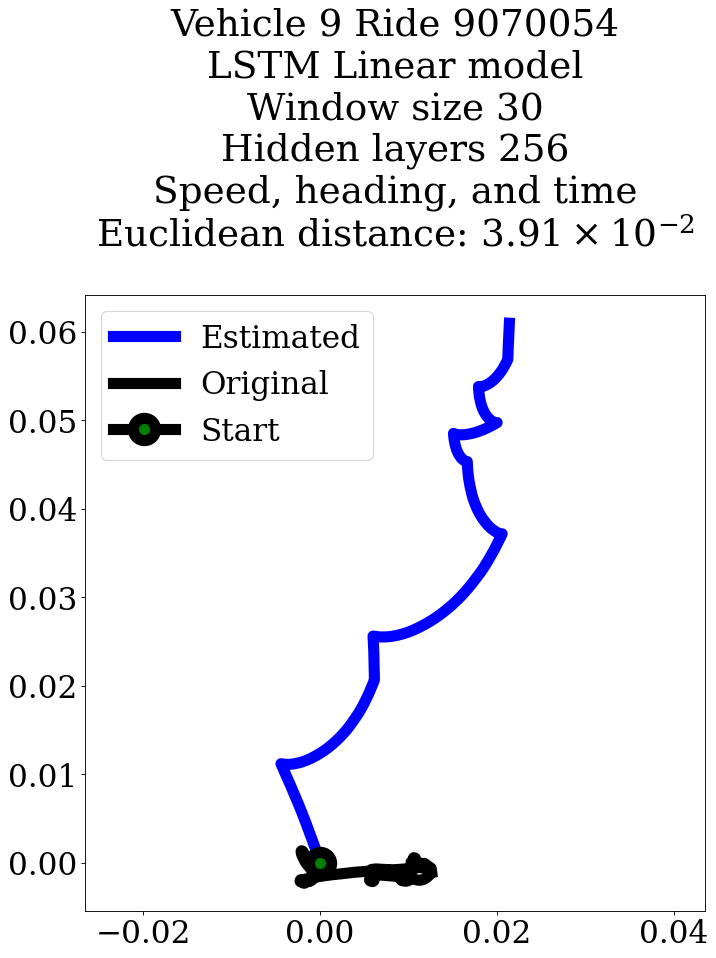 Vehicle 9 Ride 9070054
LSTM Linear model
Window size 30
Hidden layers 256
Speed, heading, and time
Euclidean distance: 3.91 × 10⁻²
Estimated
Original
Start
0.06
0.05
0.04
0.03
0.02
0.01
0.00
−0.02 0.00 0.02 0.04